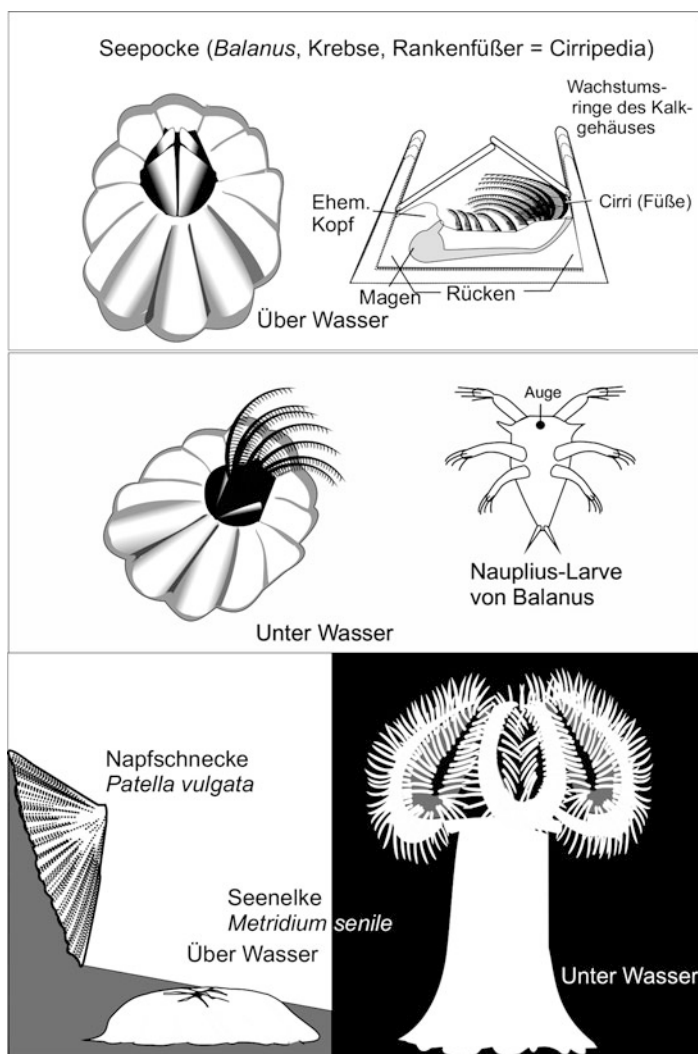 Seepocke (Balanus, Krebse, Rankenfüßer = Cirripedia)
Wachstums-
ringe des Kalk-
gehäuses
Ehem.
Kopf
Cirri (Füße)
Magen
Rücken
Über Wasser
Auge
Nauplius-Larve
von Balanus
Unter Wasser
Napfschnecke
Patella vulgata
Seenelke
Metridium senile
Über Wasser
Unter Wasser